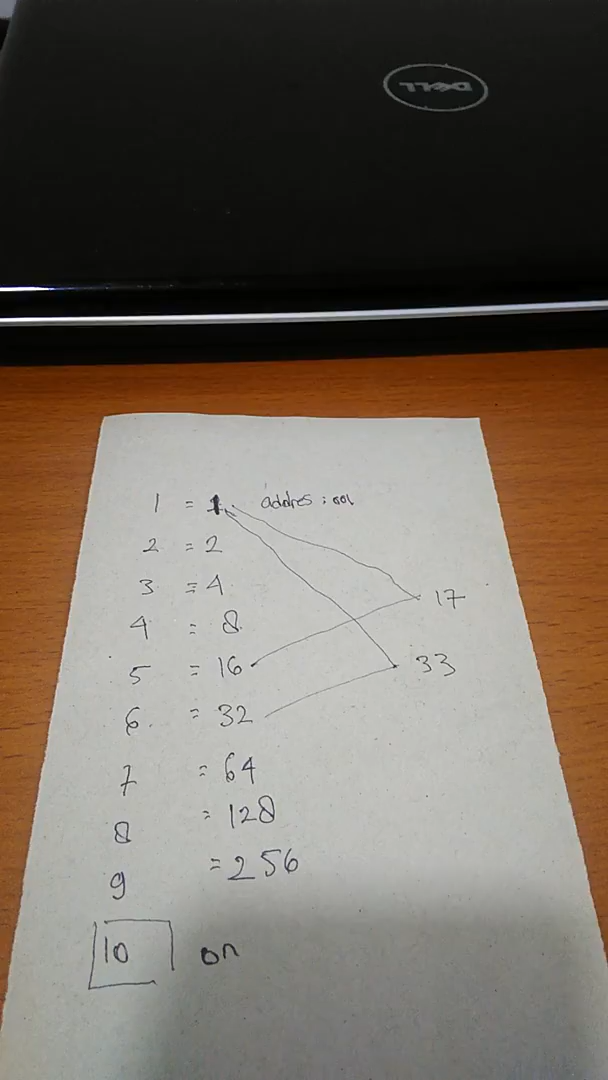 DELL
1 = 1 addres : 001
2 = 2
3 = 4
4 = 8
17
5 = 16
33
6 = 32
7 = 64
8 = 128
9 = 256
10 on